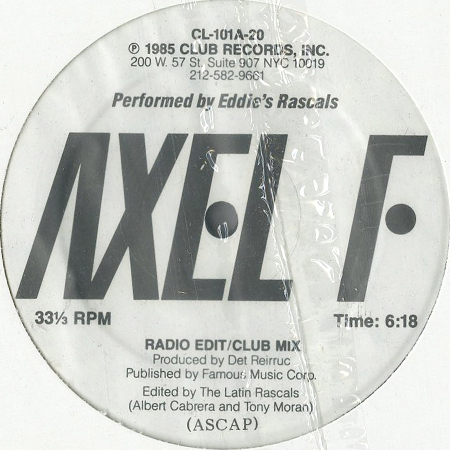 CL-101A-20
℗ 1985 CLUB RECORDS, INC.
200 W. 57 St. Suite 907 NYC 10019
212-582-9661
Performed by Eddie's Rascals
AXEL F
33⅓ RPM
Time: 6:18
RADIO EDIT/CLUB MIX
Produced by Det Reirruc
Published by Famous Music Corp.
Edited by The Latin Rascals
(Albert Cabrera and Tony Moran)
(ASCAP)